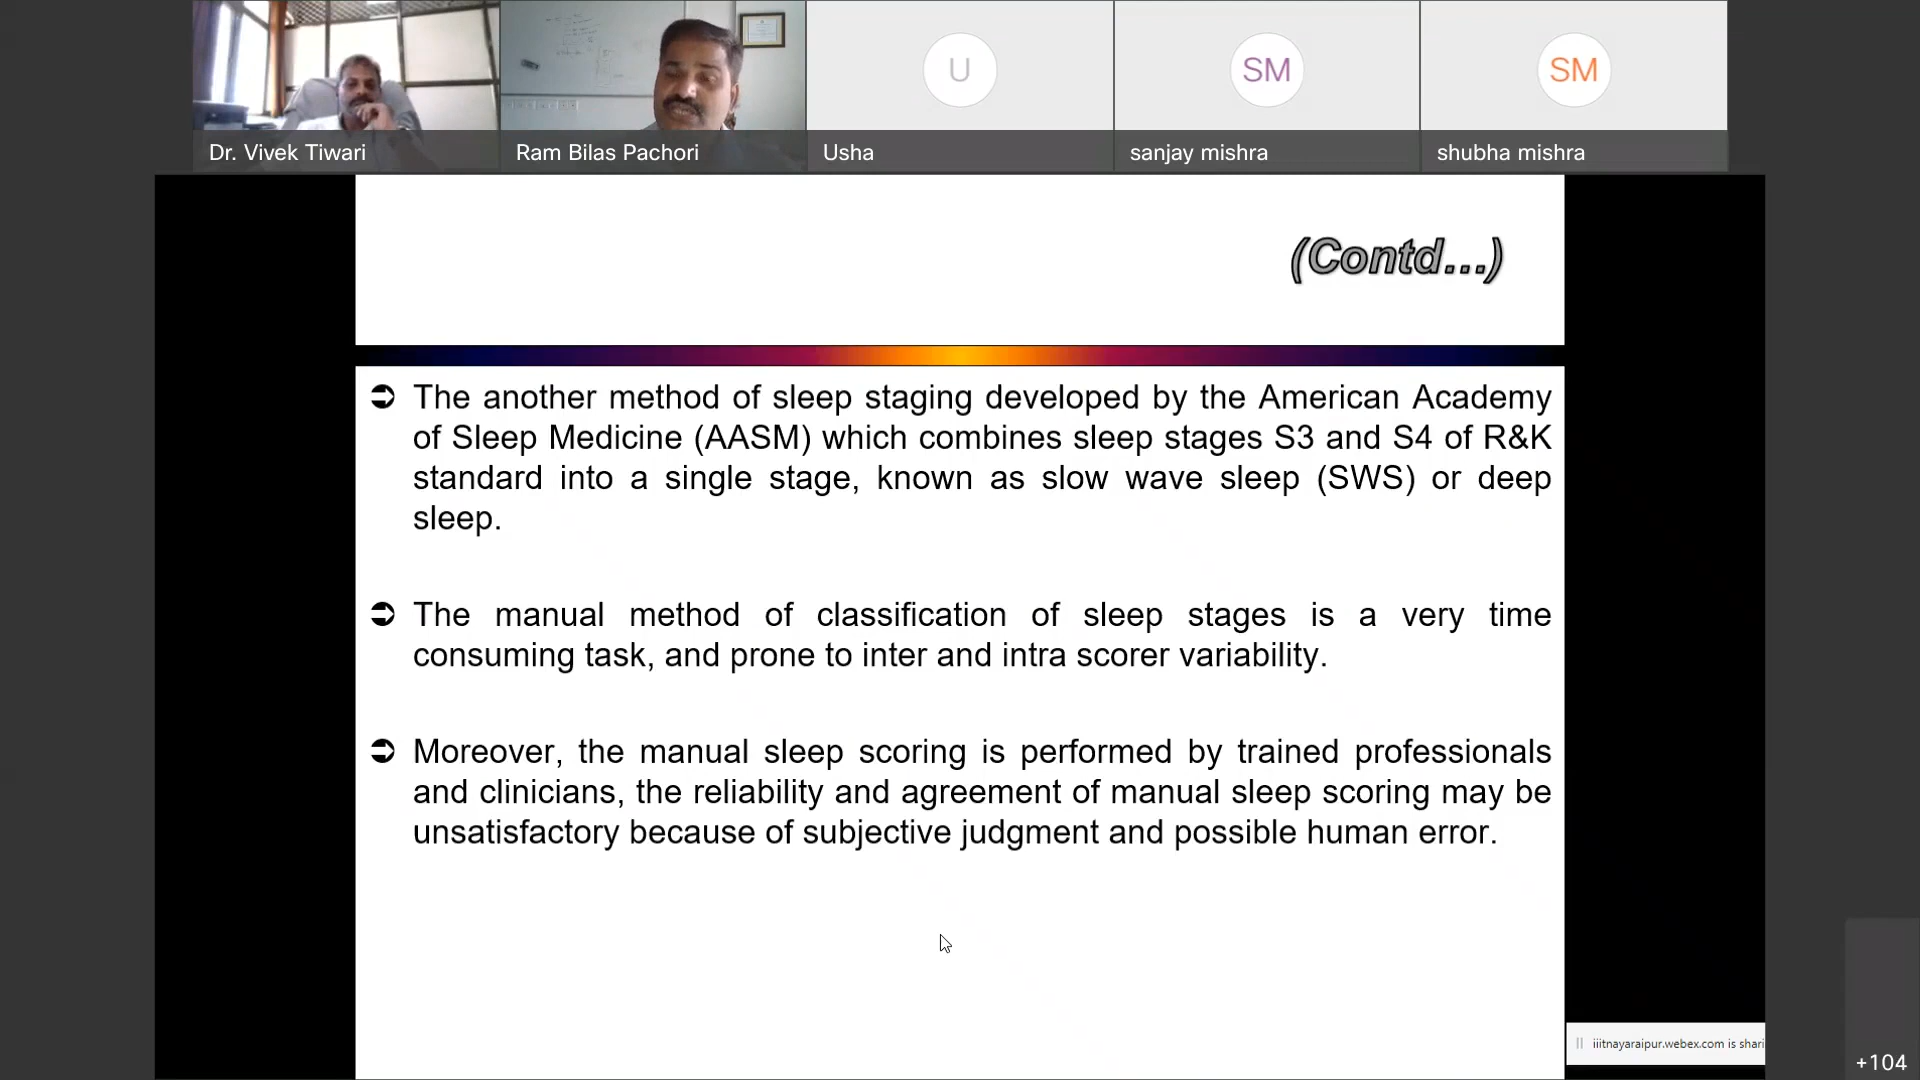 U
SM
SM
Dr. Vivek Tiwari
Ram Bilas Pachori
Usha
sanjay mishra
shubha mishra
(Contd...)
The another method of sleep staging developed by the American Academy
of Sleep Medicine (AASM) which combines sleep stages S3 and S4 of R&K
standard into a single stage, known as slow wave sleep (SWS) or deep
sleep.
The manual method of classification of sleep stages is a very time
consuming task, and prone to inter and intra scorer variability.
Moreover, the manual sleep scoring is performed by trained professionals
and clinicians, the reliability and agreement of manual sleep scoring may be
unsatisfactory because of subjective judgment and possible human error.
iiitnayaraipur.webex.com is shari
+104